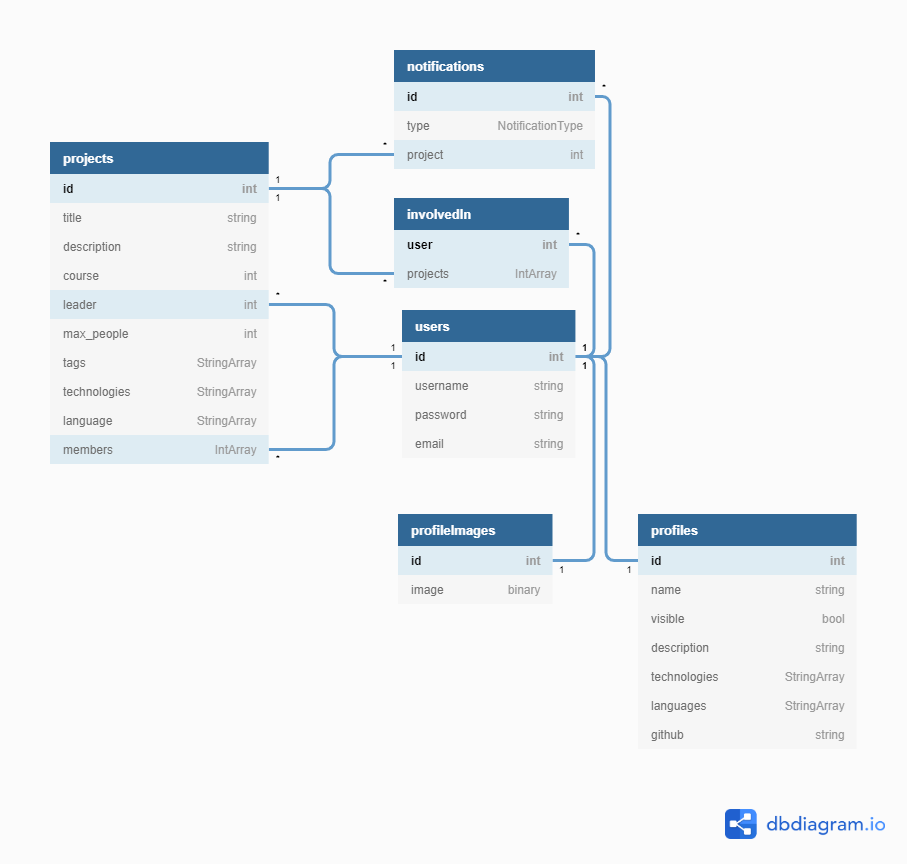 notifications
id int
type NotificationType
project int
*
*
projects
id int
title string
description string
course int
leader int
max_people int
tags StringArray
technologies StringArray
language StringArray
members IntArray
1
1
*
*
involvedIn
user int
projects IntArray
*
*
users
id int
username string
password string
email string
1
1
1
1
profileImages
id int
image binary
1
profiles
id int
name string
visible bool
description string
technologies StringArray
languages StringArray
github string
1
dbdiagram.io